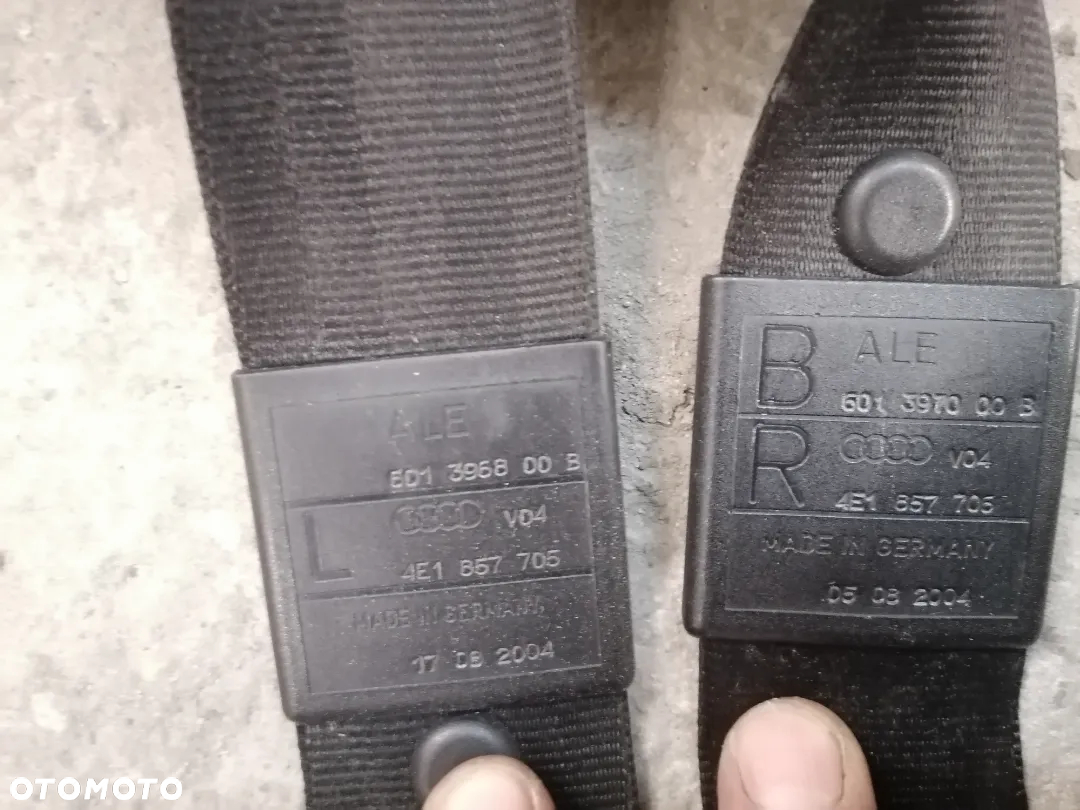 ALE
601 3968 00 B
L
V04
4E1 857 705
MADE IN GERMANY
17 08 2004
B
ALE
601 3970 00 B
R
V04
4E1 857 705
MADE IN GERMANY
05 08 2004
OTOMOTO